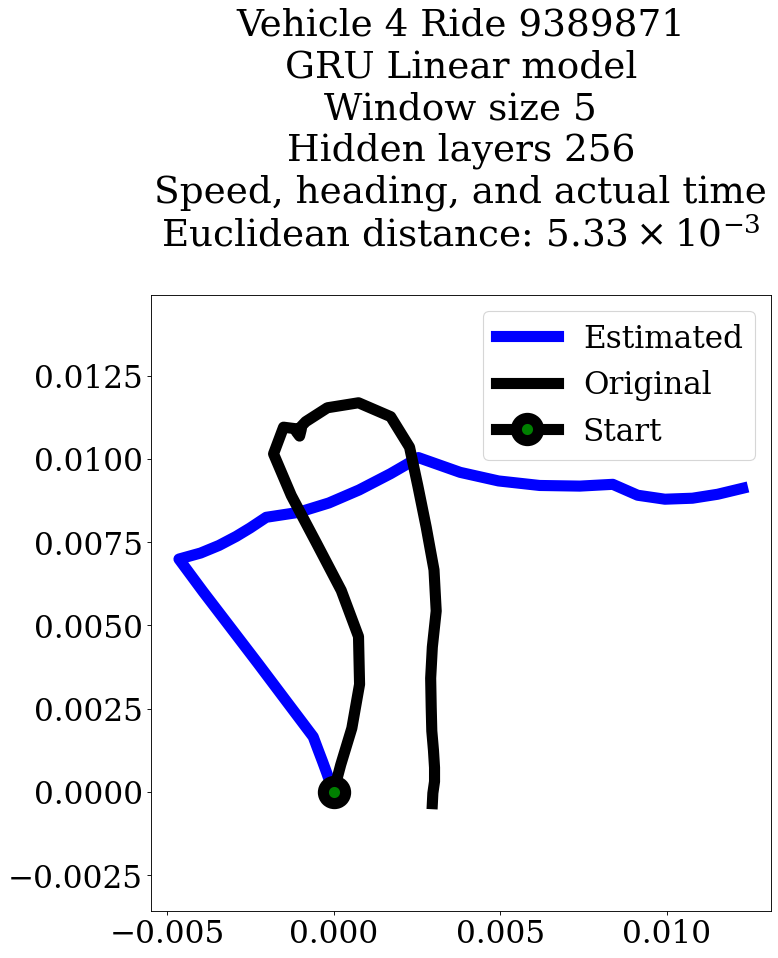 Vehicle 4 Ride 9389871
GRU Linear model
Window size 5
Hidden layers 256
Speed, heading, and actual time
Euclidean distance: 5.33 × 10⁻³
Estimated
Original
Start
0.0125
0.0100
0.0075
0.0050
0.0025
0.0000
−0.0025
−0.005 0.000 0.005 0.010